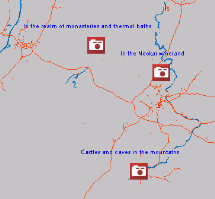 In the realm of monasteries and thermal baths
In the Neckar wineland
Castles and caves in the mountains